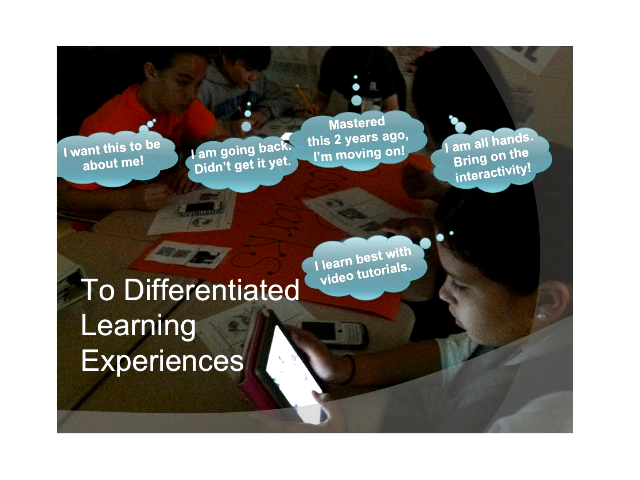 I want this to be
about me!
I am going back.
Didn't get it yet.
Mastered
this 2 years ago,
I'm moving on!
I am all hands.
Bring on the
interactivity!
I learn best with
video tutorials.
To Differentiated
Learning
Experiences